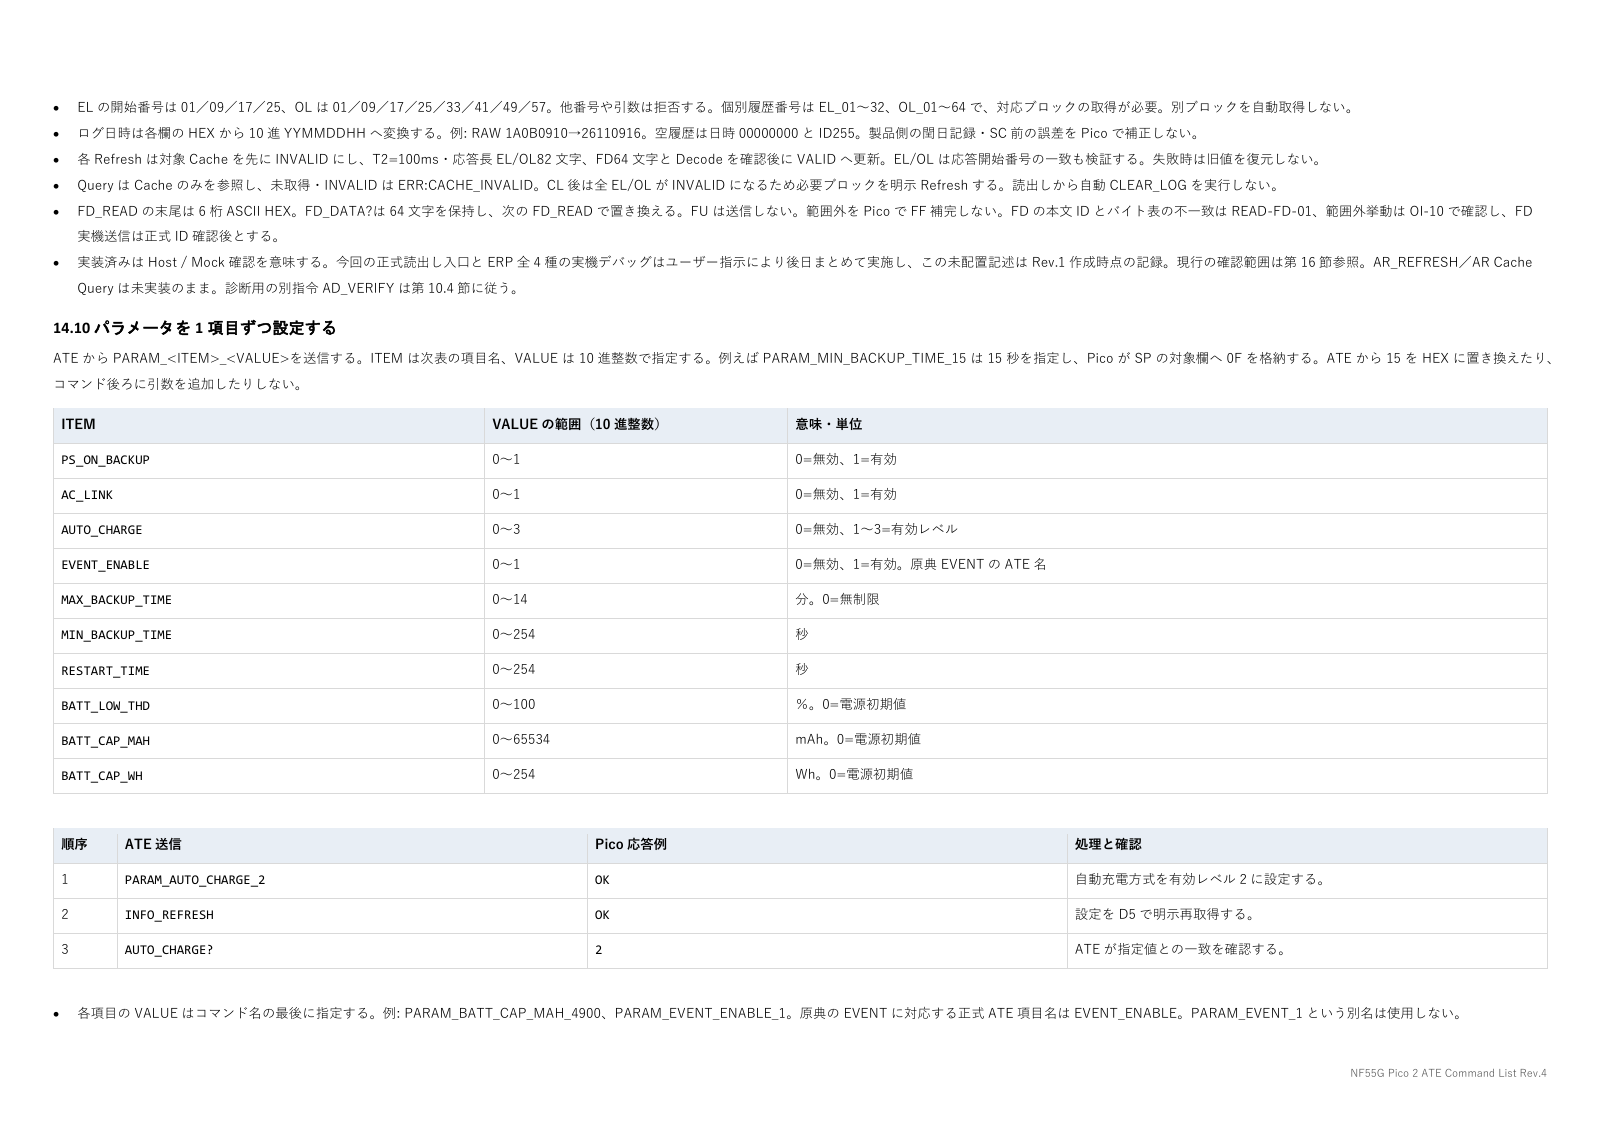 • EL の開始番号は 01／09／17／25、OL は 01／09／17／25／33／41／49／57。他番号や引数は拒否する。個別履歴番号は EL_01～32、OL_01～64 で、対応ブロックの取得が必要。別ブロックを自動取得しない。
• ログ日時は各欄の HEX から 10 進 YYMMDDHH へ変換する。例: RAW 1A0B0910→26110916。空履歴は日時 00000000 と ID255。製品側の閏日記録・SC 前の誤差を Pico で補正しない。
• 各 Refresh は対象 Cache を先に INVALID にし、T2=100ms・応答長 EL/OL82 文字、FD64 文字と Decode を確認後に VALID へ更新。EL/OL は応答開始番号の一致も検証する。失敗時は旧値を復元しない。
• Query は Cache のみを参照し、未取得・INVALID は ERR:CACHE_INVALID。CL 後は全 EL/OL が INVALID になるため必要ブロックを明示 Refresh する。読出しから自動 CLEAR_LOG を実行しない。
• FD_READ の末尾は 6 桁 ASCII HEX。FD_DATA?は 64 文字を保持し、次の FD_READ で置き換える。FU は送信しない。範囲外を Pico で FF 補完しない。FD の本文 ID とバイト表の不一致は READ-FD-01、範囲外挙動は OI-10 で確認し、FD
実機送信は正式 ID 確認後とする。
• 実装済みは Host / Mock 確認を意味する。今回の正式読出し入口と ERP 全 4 種の実機デバッグはユーザー指示により後日まとめて実施し、この未配置記述は Rev.1 作成時点の記録。現行の確認範囲は第 16 節参照。AR_REFRESH／AR Cache
Query は未実装のまま。診断用の別指令 AD_VERIFY は第 10.4 節に従う。
14.10 パラメータを 1 項目ずつ設定する
ATE から PARAM_<ITEM>_<VALUE>を送信する。ITEM は次表の項目名、VALUE は 10 進整数で指定する。例えば PARAM_MIN_BACKUP_TIME_15 は 15 秒を指定し、Pico が SP の対象欄へ 0F を格納する。ATE から 15 を HEX に置き換えたり、
コマンド後ろに引数を追加したりしない。
ITEM VALUE の範囲（10 進整数） 意味・単位
PS_ON_BACKUP 0～1 0=無効、1=有効
AC_LINK 0～1 0=無効、1=有効
AUTO_CHARGE 0～3 0=無効、1～3=有効レベル
EVENT_ENABLE 0～1 0=無効、1=有効。原典 EVENT の ATE 名
MAX_BACKUP_TIME 0～14 分。0=無制限
MIN_BACKUP_TIME 0～254 秒
RESTART_TIME 0～254 秒
BATT_LOW_THD 0～100 %。0=電源初期値
BATT_CAP_MAH 0～65534 mAh。0=電源初期値
BATT_CAP_WH 0～254 Wh。0=電源初期値
順序 ATE 送信 Pico 応答例 処理と確認
1 PARAM_AUTO_CHARGE_2 OK 自動充電方式を有効レベル 2 に設定する。
2 INFO_REFRESH OK 設定を D5 で明示再取得する。
3 AUTO_CHARGE? 2 ATE が指定値との一致を確認する。
• 各項目の VALUE はコマンド名の最後に指定する。例: PARAM_BATT_CAP_MAH_4900、PARAM_EVENT_ENABLE_1。原典の EVENT に対応する正式 ATE 項目名は EVENT_ENABLE。PARAM_EVENT_1 という別名は使用しない。
NF55G Pico 2 ATE Command List Rev.4